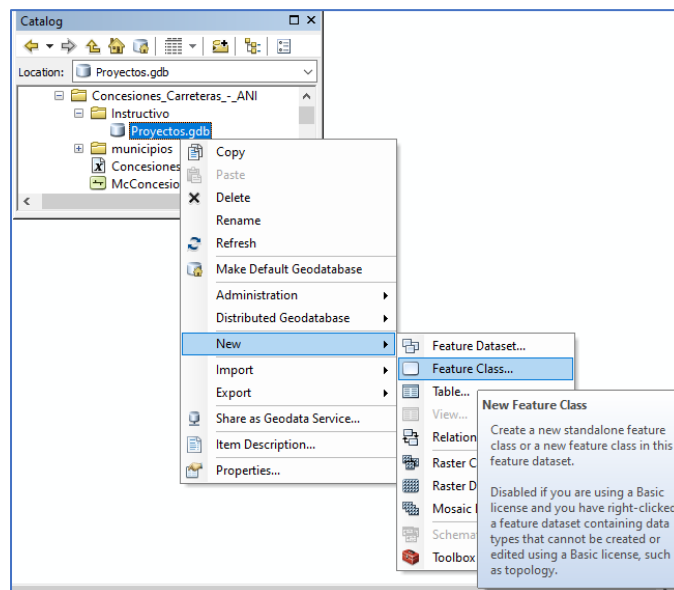 Catalog
Location: Proyectos.gdb
Concesiones_Carreteras_-_ANI
Instructivo
Proyectos.gdb
municipios
Concesiones
McConcesio
Copy
Paste
Delete
Rename
Refresh
Make Default Geodatabase
Administration
Distributed Geodatabase
New
Import
Export
Share as Geodata Service...
Item Description...
Properties...
Feature Dataset...
Feature Class...
Table...
View...
Relation
Raster C
Raster D
Mosaic
Schema
Toolbox
New Feature Class
Create a new standalone feature
class or a new feature class in this
feature dataset.
Disabled if you are using a Basic
license and you have right-clicked
a feature dataset containing data
types that cannot be created or
edited using a Basic license, such
as topology.